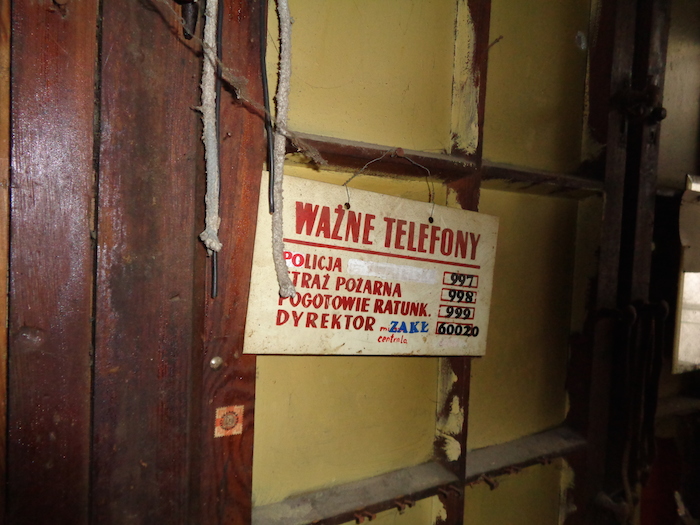 WAŻNE TELEFONY
POLICJA 997
STRAŻ POŻARNA 998
POGOTOWIE RATUNK. 999
DYREKTOR ZAKŁ 60020
centrala